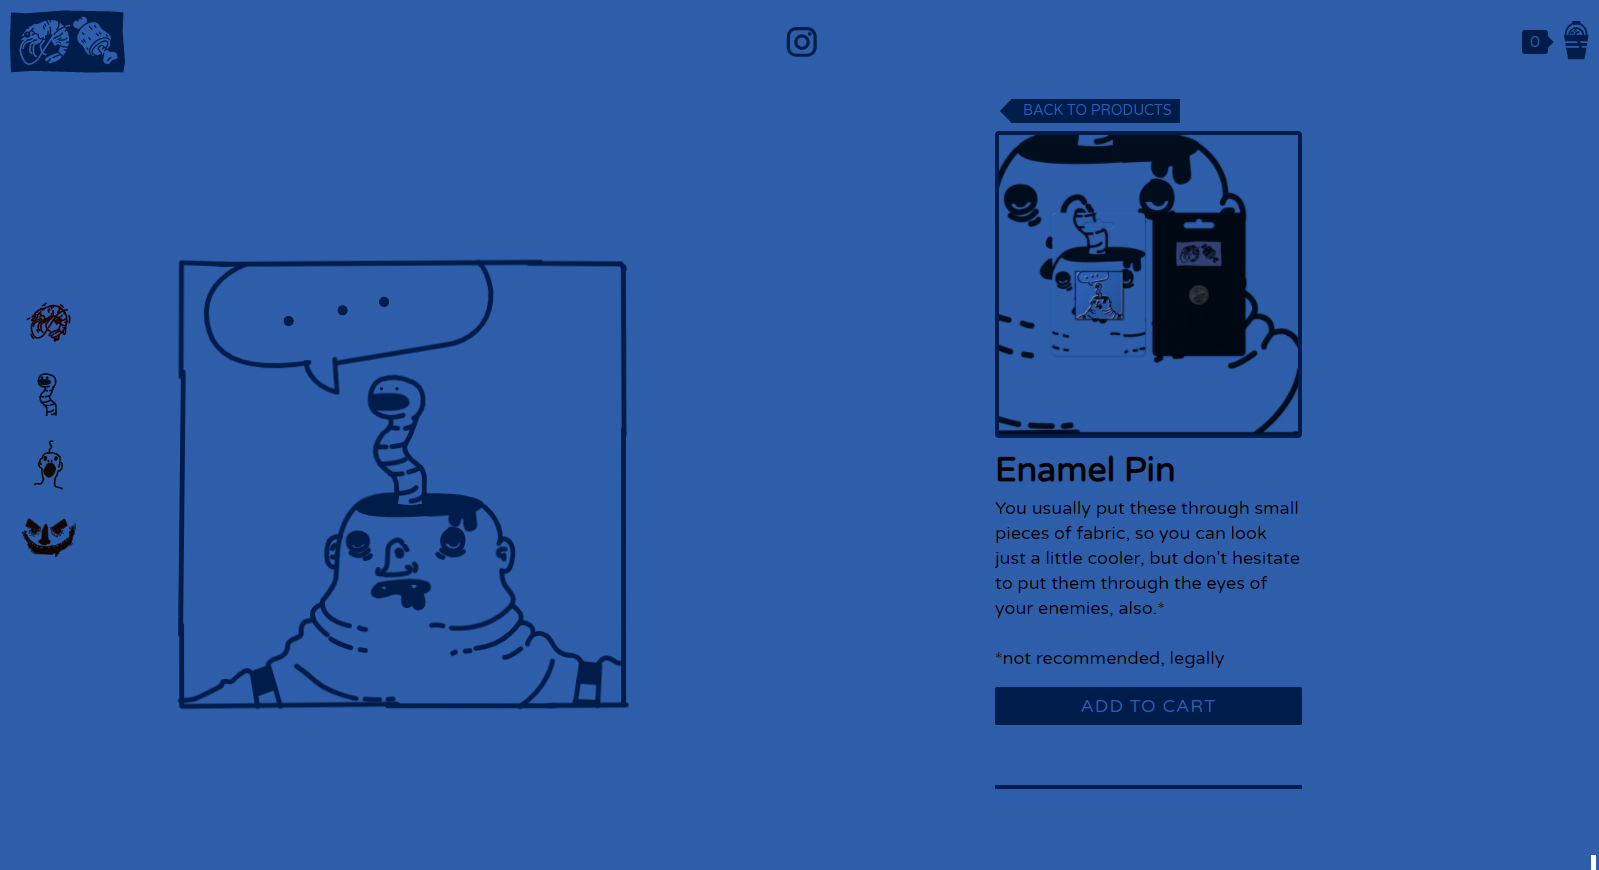 0
BACK TO PRODUCTS
Enamel Pin
You usually put these through small
pieces of fabric, so you can look
just a little cooler, but don't hesitate
to put them through the eyes of
your enemies, also.*
*not recommended, legally
ADD TO CART